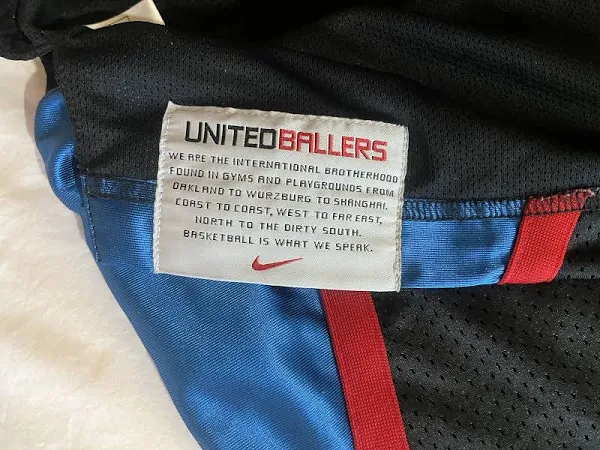 UNITEDBALLERS
WE ARE THE INTERNATIONAL BROTHERHOOD
FOUND IN GYMS AND PLAYGROUNDS FROM
OAKLAND TO WURZBURG TO SHANGHAI.
COAST TO COAST, WEST TO FAR EAST,
NORTH TO THE DIRTY SOUTH.
BASKETBALL IS WHAT WE SPEAK.